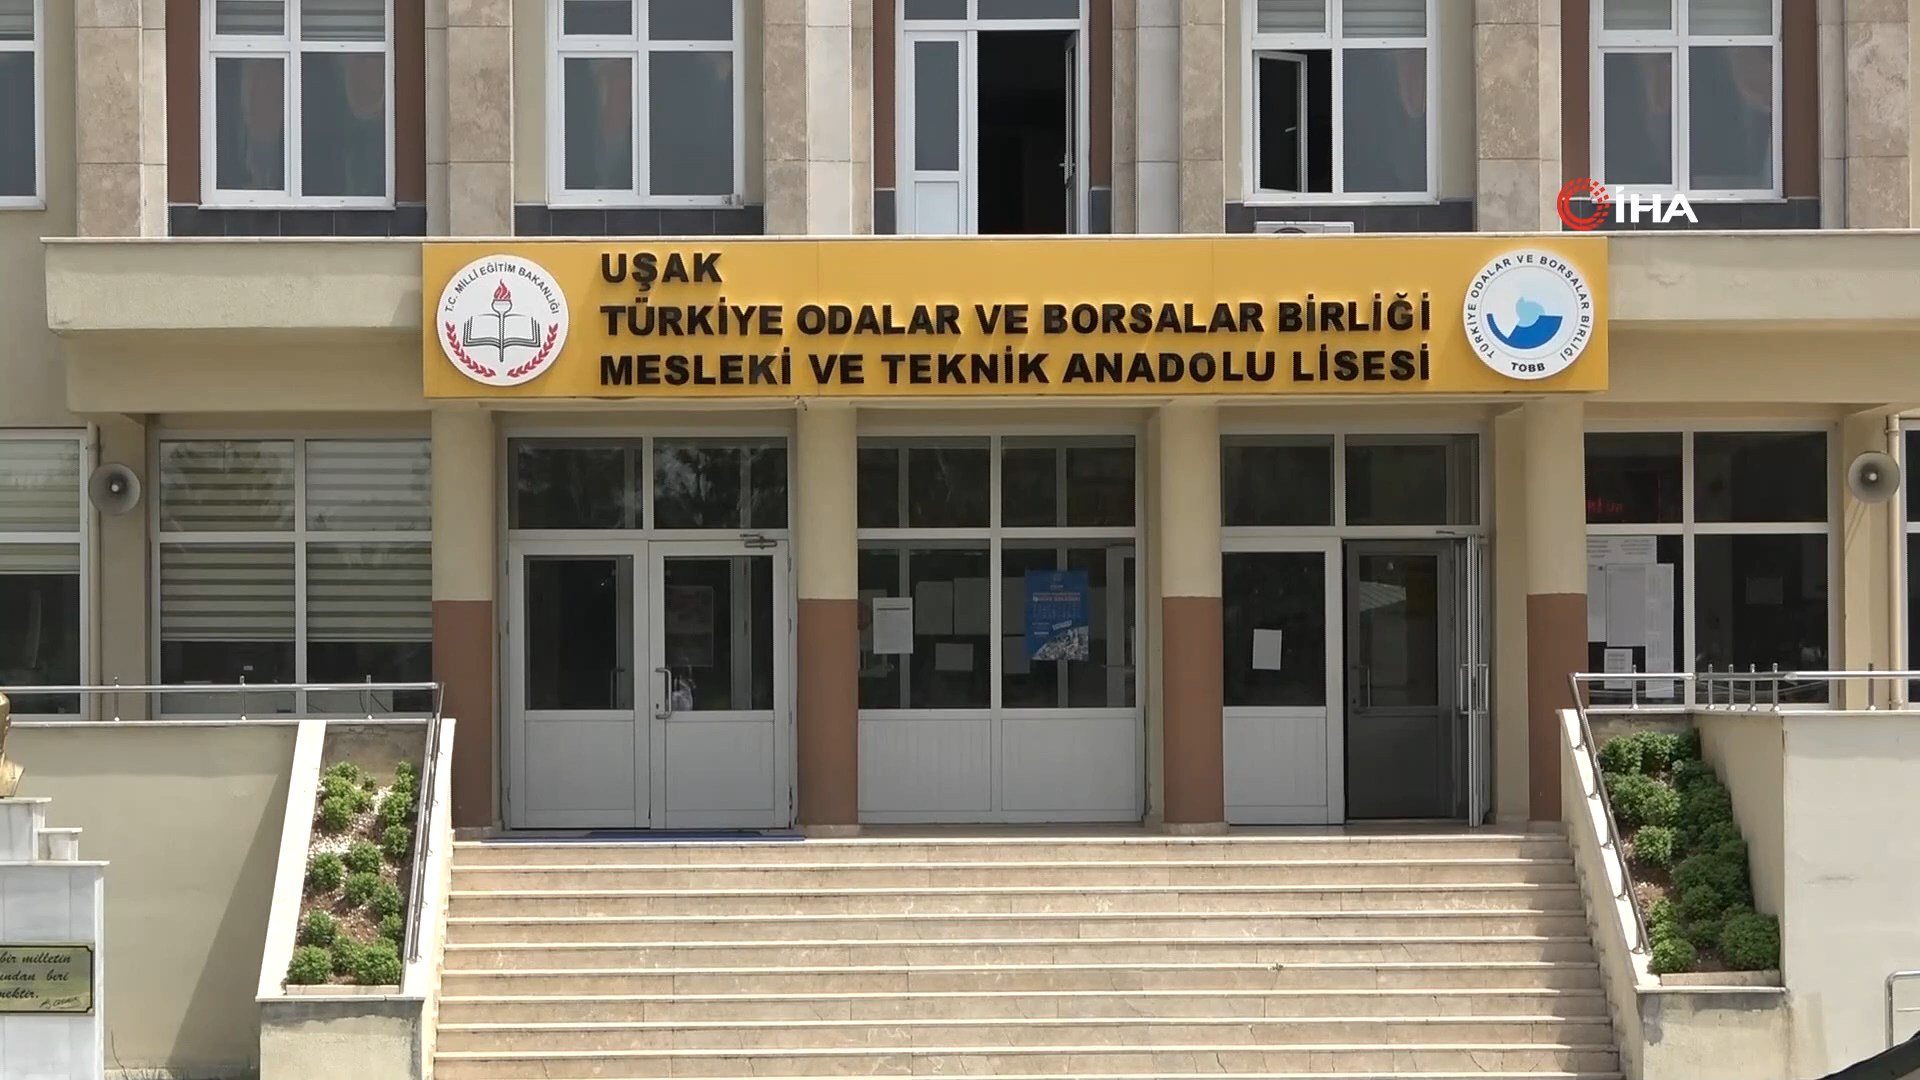 İHA
T.C. MİLLİ EĞİTİM BAKANLIĞI
UŞAK
TÜRKİYE ODALAR VE BORSALAR BİRLİĞİ
MESLEKİ VE TEKNİK ANADOLU LİSESİ
TÜRKİYE ODALAR VE BORSALAR BİRLİĞİ
TOBB
bir milletin
biri